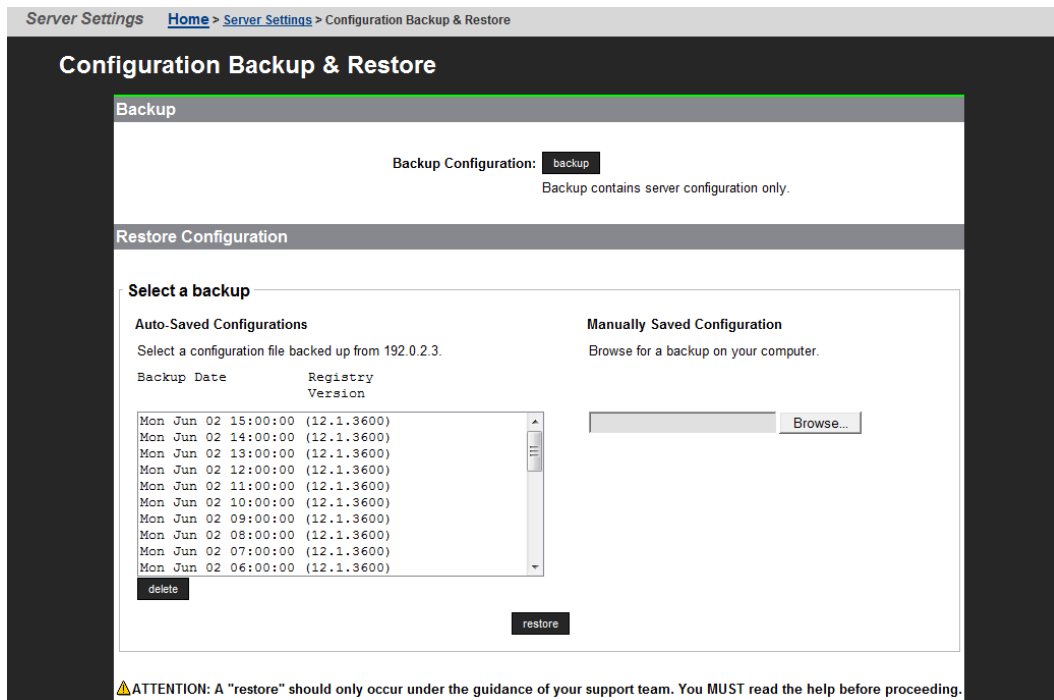 Server Settings Home > Server Settings > Configuration Backup & Restore
Configuration Backup & Restore
Backup
Backup Configuration: backup
Backup contains server configuration only.
Restore Configuration
Select a backup
Auto-Saved Configurations
Select a configuration file backed up from 192.0.2.3.
Backup Date Registry
Version
Mon Jun 02 15:00:00 (12.1.3600)
Mon Jun 02 14:00:00 (12.1.3600)
Mon Jun 02 13:00:00 (12.1.3600)
Mon Jun 02 12:00:00 (12.1.3600)
Mon Jun 02 11:00:00 (12.1.3600)
Mon Jun 02 10:00:00 (12.1.3600)
Mon Jun 02 09:00:00 (12.1.3600)
Mon Jun 02 08:00:00 (12.1.3600)
Mon Jun 02 07:00:00 (12.1.3600)
Mon Jun 02 06:00:00 (12.1.3600)
delete
Manually Saved Configuration
Browse for a backup on your computer.
Browse...
restore
ATTENTION: A "restore" should only occur under the guidance of your support team. You MUST read the help before proceeding.